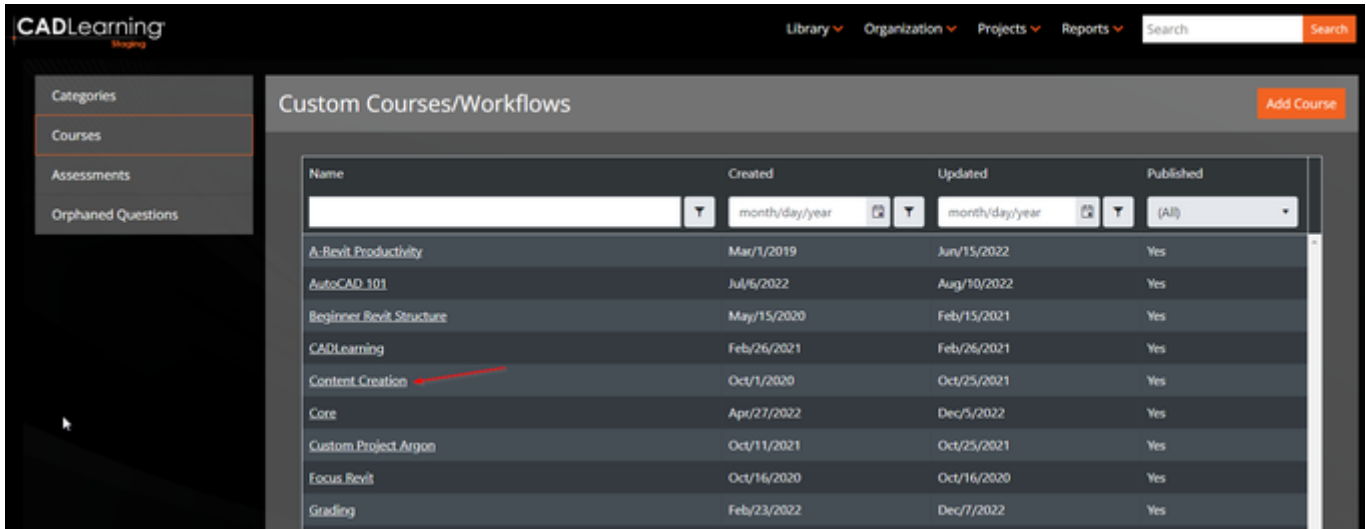 CADLearning
Staging
Library Organization Projects Reports Search Search
Categories
Courses
Assessments
Orphaned Questions
Custom Courses/Workflows Add Course
Name Created Updated Published
month/day/year month/day/year (All)
A-Revit Productivity Mar/1/2019 Jun/15/2022 Yes
AutoCAD 101 Jul/6/2022 Aug/10/2022 Yes
Beginner Revit Structure May/15/2020 Feb/15/2021 Yes
CADLearning Feb/26/2021 Feb/26/2021 Yes
Content Creation Oct/1/2020 Oct/25/2021 Yes
Core Apr/27/2022 Dec/5/2022 Yes
Custom Project Argon Oct/11/2021 Oct/25/2021 Yes
Focus Revit Oct/16/2020 Oct/16/2020 Yes
Grading Feb/23/2022 Dec/7/2022 Yes